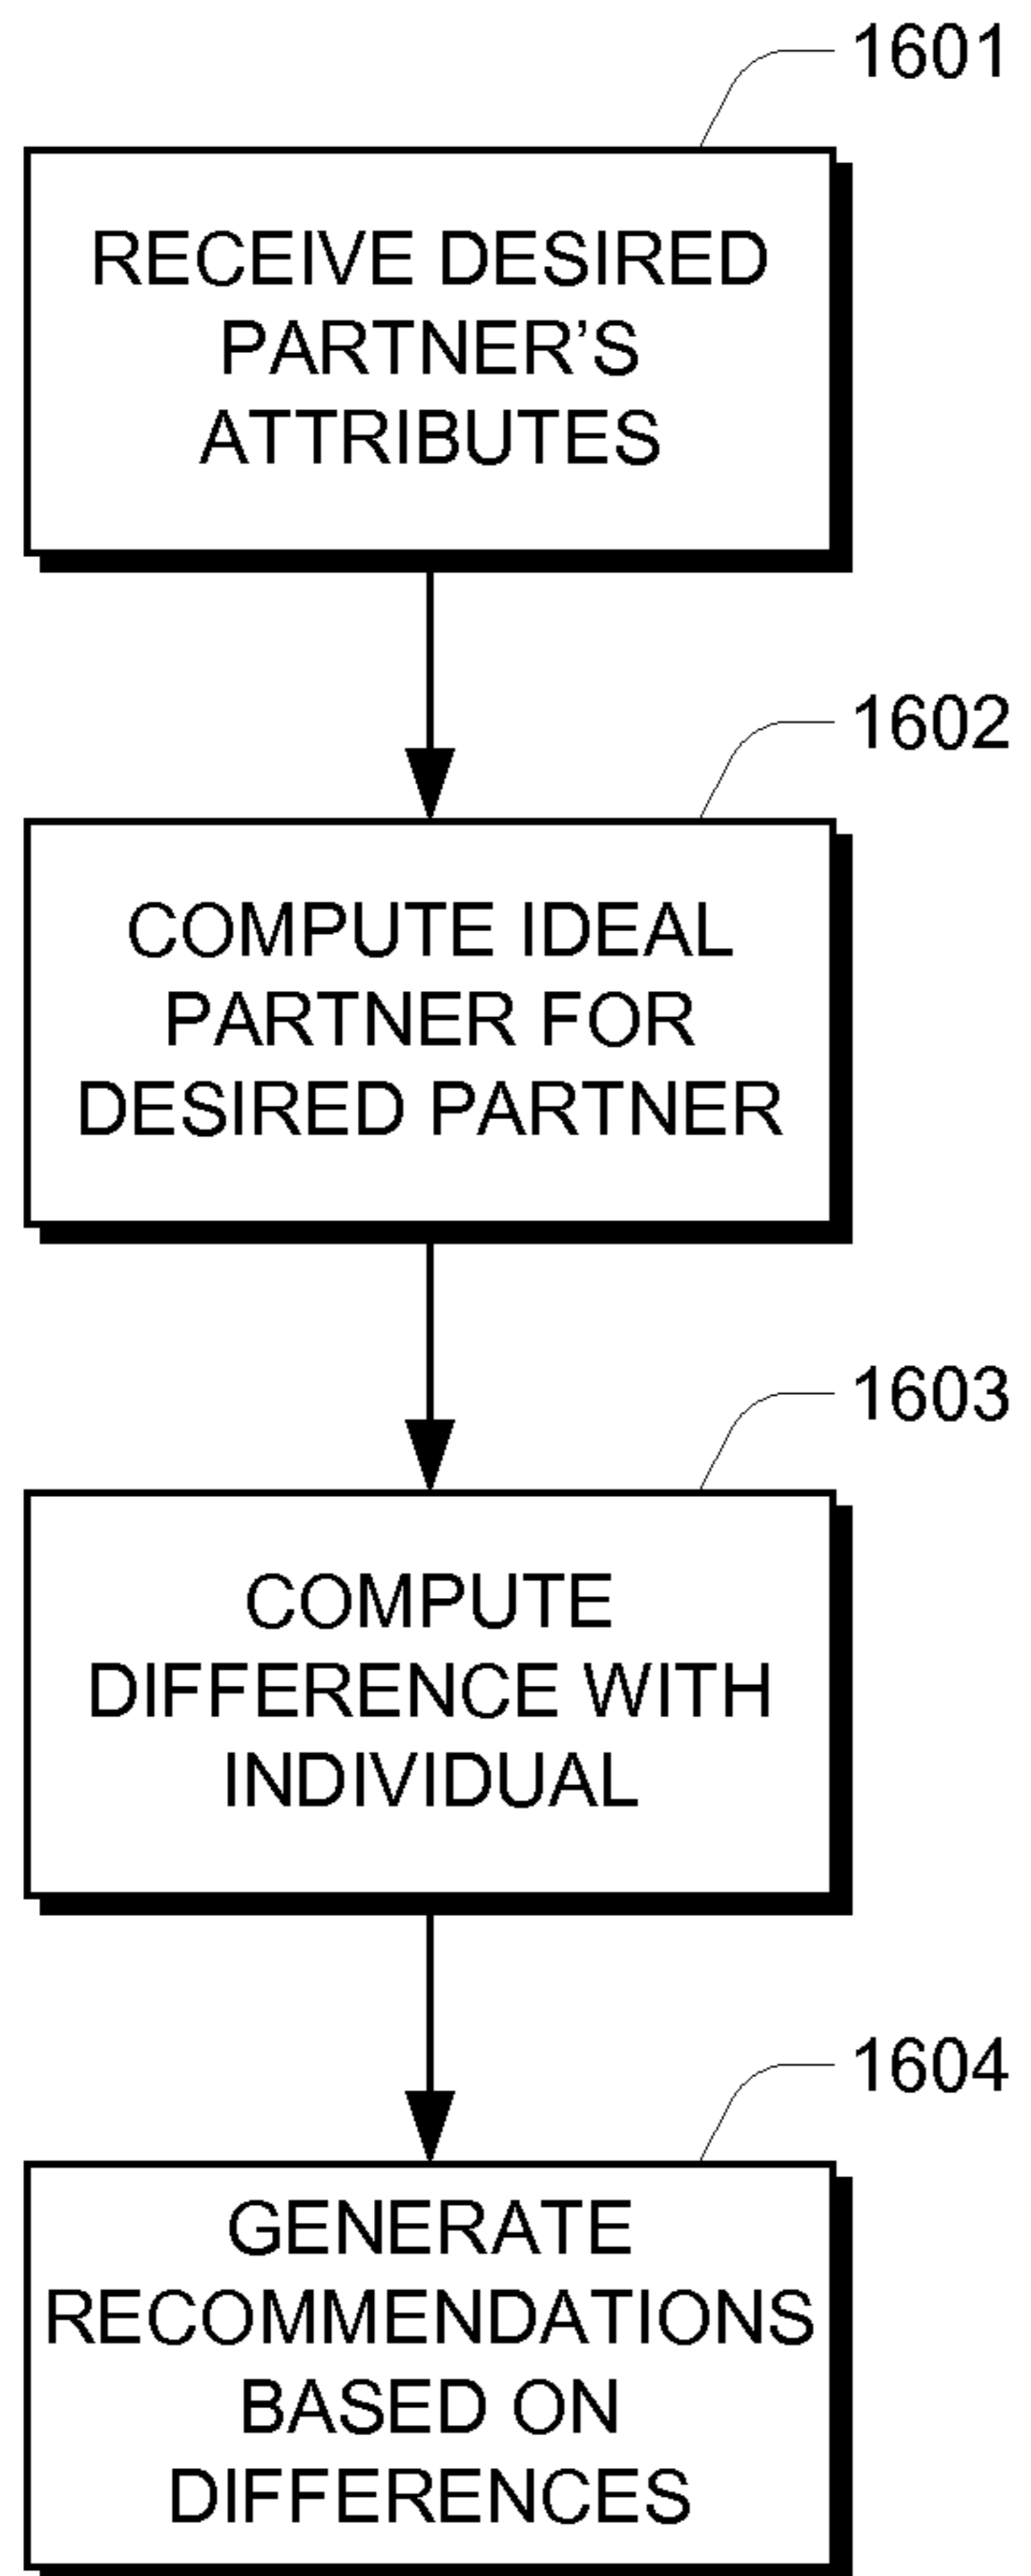 1601
RECEIVE DESIRED
PARTNER’S
ATTRIBUTES
1602
COMPUTE IDEAL
PARTNER FOR
DESIRED PARTNER
1603
COMPUTE
DIFFERENCE WITH
INDIVIDUAL
1604
GENERATE
RECOMMENDATIONS
BASED ON
DIFFERENCES